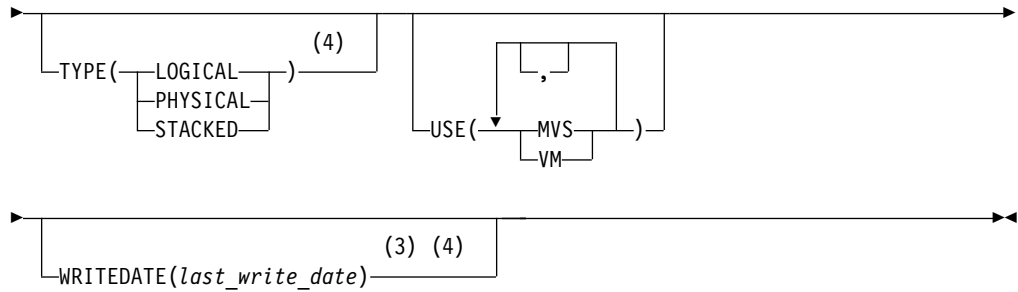 (4)
TYPE( LOGICAL )
PHYSICAL
STACKED
,
USE( MVS )
VM
(3) (4)
WRITEDATE(last_write_date)